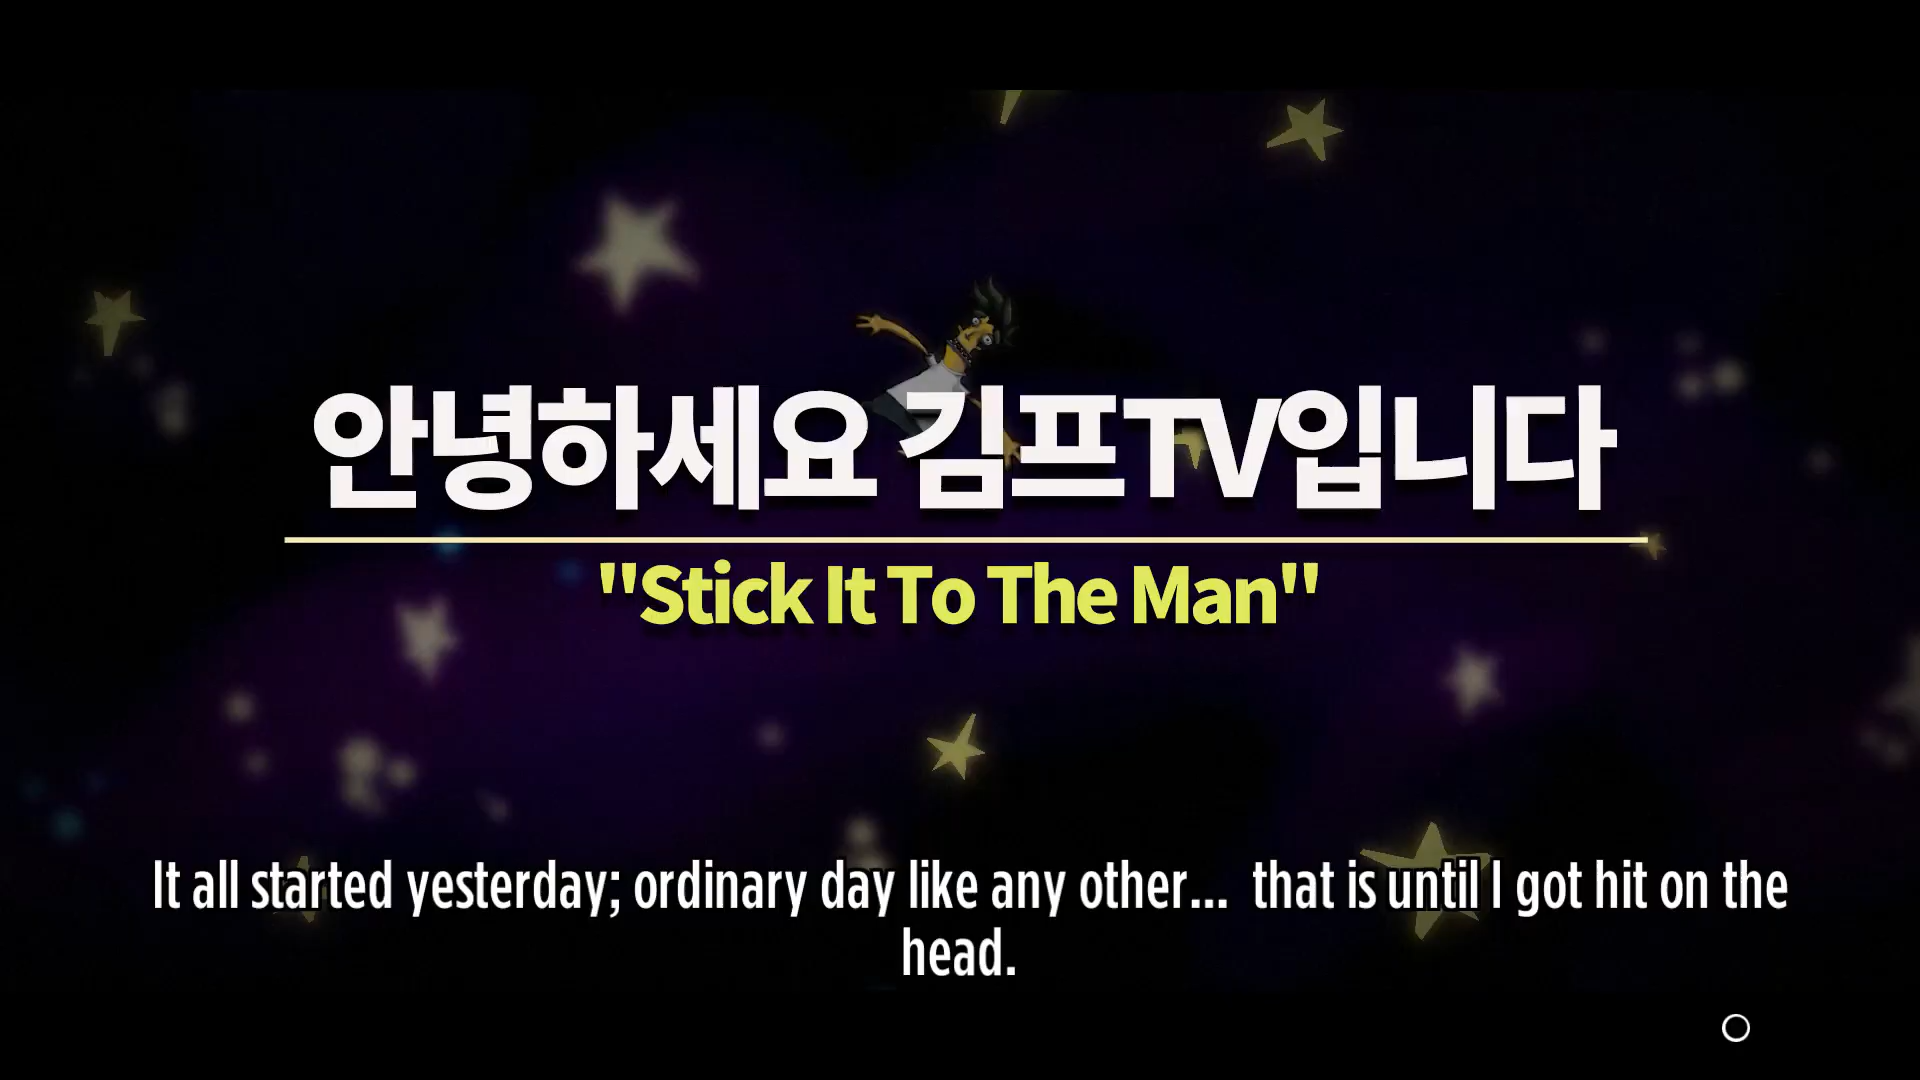 안녕하세요 김프TV입니다
"Stick It To The Man"
It all started yesterday; ordinary day like any other...  that is until I got hit on the
head.